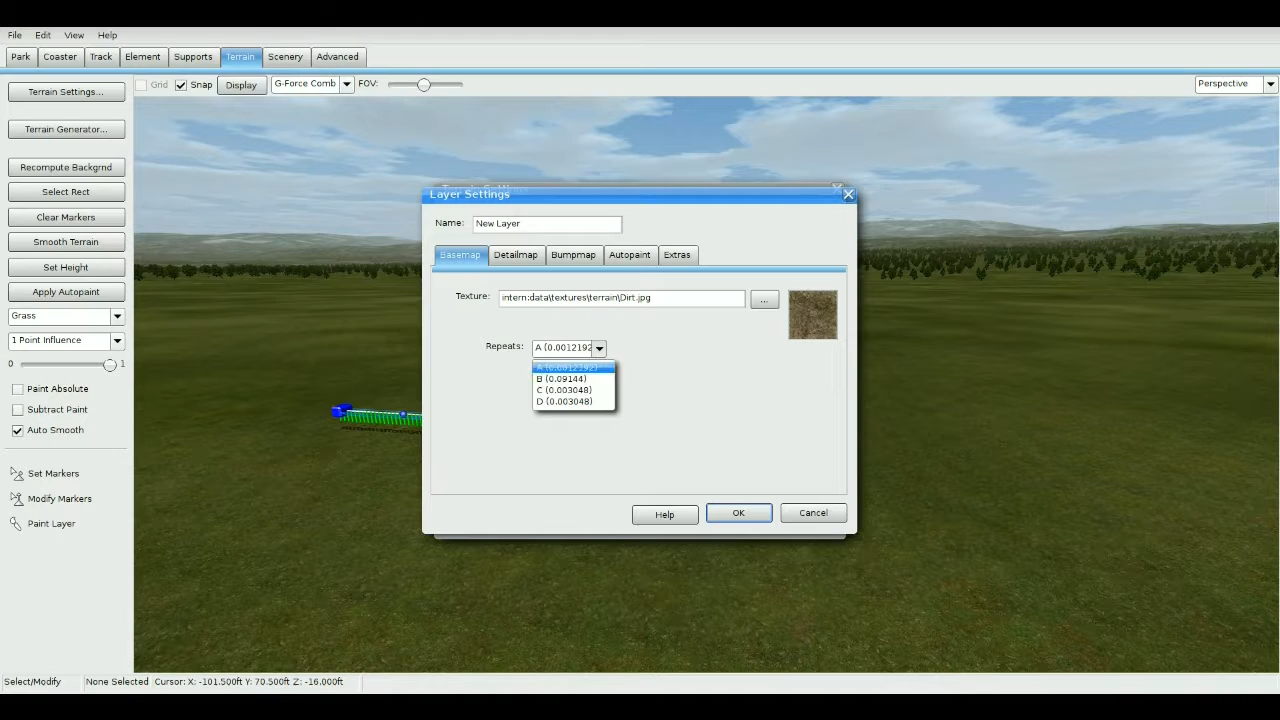 File Edit View Help
Park Coaster Track Element Supports Terrain Scenery Advanced
Grid Snap Display G-Force Comb FOV: Perspective
Terrain Settings...
Terrain Generator...
Recompute Backgrnd
Select Rect
Clear Markers
Smooth Terrain
Set Height
Apply Autopaint
Grass
1 Point Influence
0 1
Paint Absolute
Subtract Paint
Auto Smooth
Set Markers
Modify Markers
Paint Layer
Layer Settings
Name: New Layer
Basemap Detailmap Bumpmap Autopaint Extras
Texture: intern:data\textures\terrain\Dirt.jpg ...
Repeats: A (0.0012192
A (0.0012192)
B (0.09144)
C (0.003048)
D (0.003048)
Help OK Cancel
Select/Modify None Selected Cursor: X: -101.500ft Y: 70.500ft Z: -16.000ft